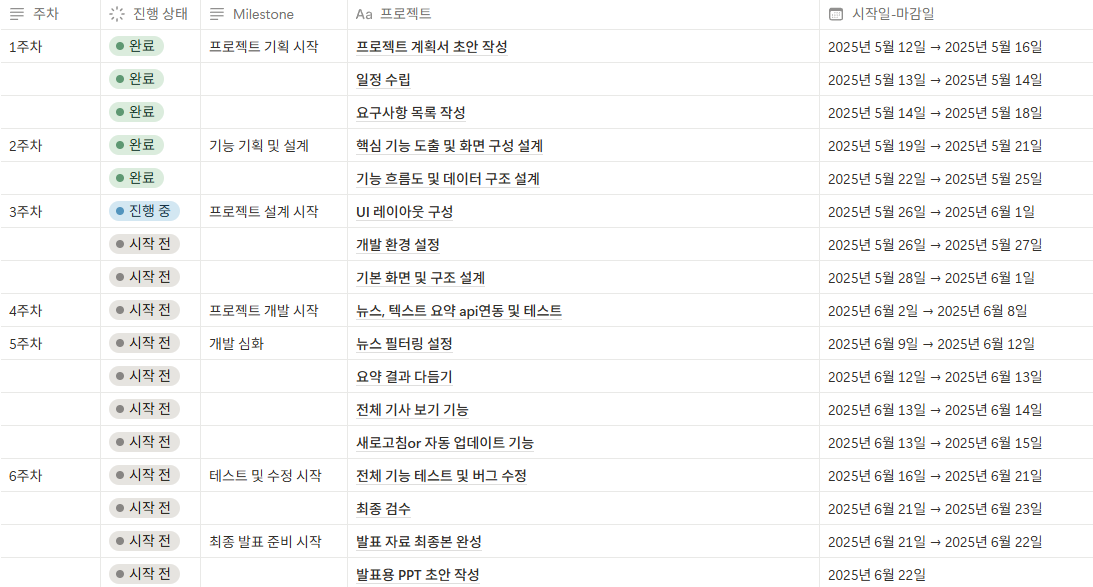 주차 진행 상태 Milestone Aa 프로젝트 시작일-마감일
1주차 완료 프로젝트 기획 시작 프로젝트 계획서 초안 작성 2025년 5월 12일 → 2025년 5월 16일
완료 일정 수립 2025년 5월 13일 → 2025년 5월 14일
완료 요구사항 목록 작성 2025년 5월 14일 → 2025년 5월 18일
2주차 완료 기능 기획 및 설계 핵심 기능 도출 및 화면 구성 설계 2025년 5월 19일 → 2025년 5월 21일
완료 기능 흐름도 및 데이터 구조 설계 2025년 5월 22일 → 2025년 5월 25일
3주차 진행 중 프로젝트 설계 시작 UI 레이아웃 구성 2025년 5월 26일 → 2025년 6월 1일
시작 전 개발 환경 설정 2025년 5월 26일 → 2025년 5월 27일
시작 전 기본 화면 및 구조 설계 2025년 5월 28일 → 2025년 6월 1일
4주차 시작 전 프로젝트 개발 시작 뉴스, 텍스트 요약 api연동 및 테스트 2025년 6월 2일 → 2025년 6월 8일
5주차 시작 전 개발 심화 뉴스 필터링 설정 2025년 6월 9일 → 2025년 6월 12일
시작 전 요약 결과 다듬기 2025년 6월 12일 → 2025년 6월 13일
시작 전 전체 기사 보기 기능 2025년 6월 13일 → 2025년 6월 14일
시작 전 새로고침or 자동 업데이트 기능 2025년 6월 13일 → 2025년 6월 15일
6주차 시작 전 테스트 및 수정 시작 전체 기능 테스트 및 버그 수정 2025년 6월 16일 → 2025년 6월 21일
시작 전 최종 검수 2025년 6월 21일 → 2025년 6월 23일
시작 전 최종 발표 준비 시작 발표 자료 최종본 완성 2025년 6월 21일 → 2025년 6월 22일
시작 전 발표용 PPT 초안 작성 2025년 6월 22일